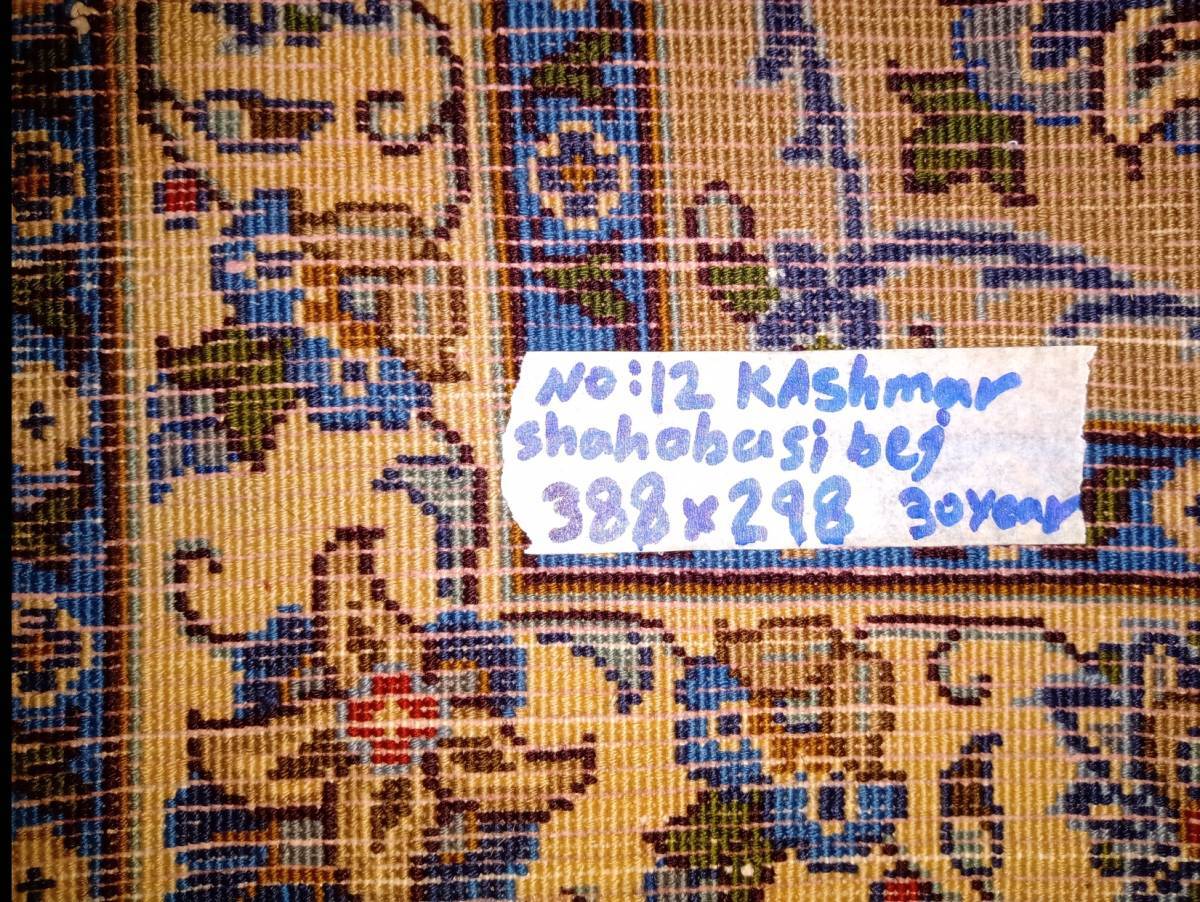 No:12 KAshmar
shahabasi bej
388x298 30year